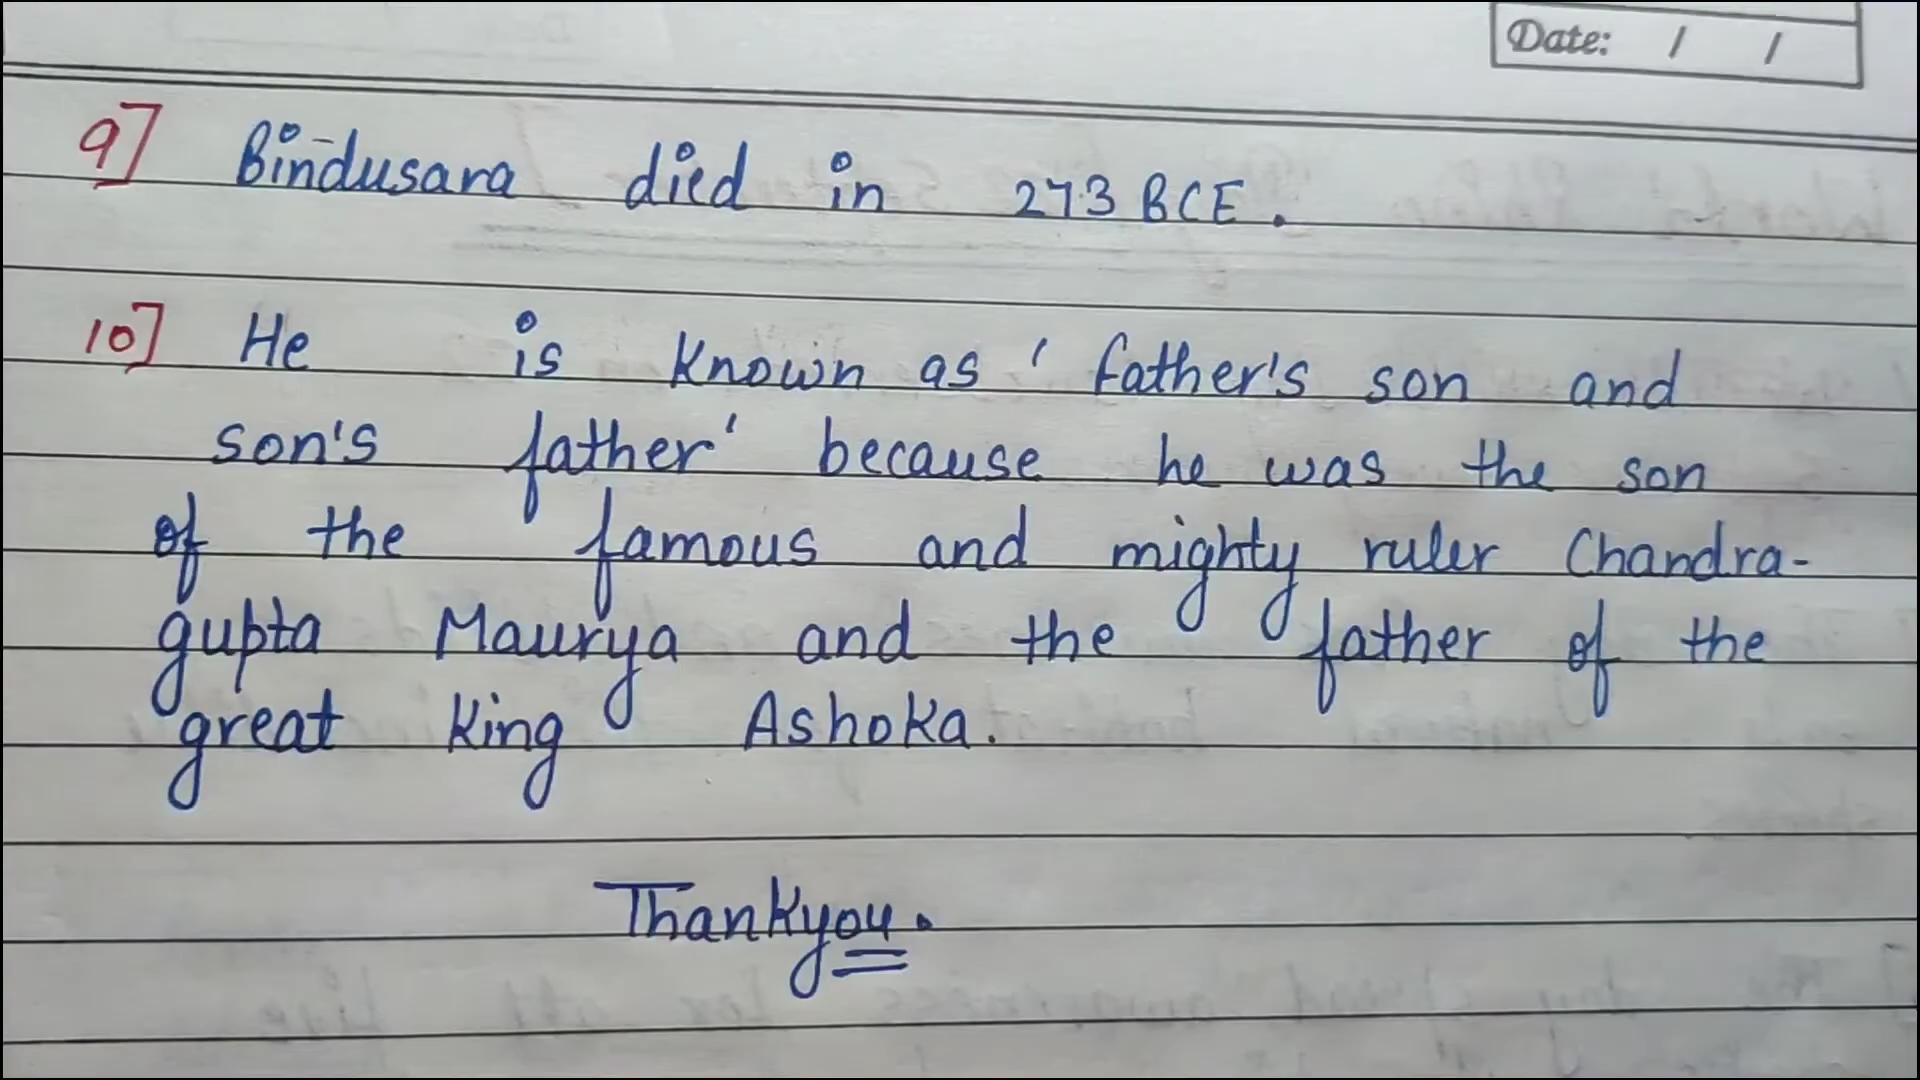 Date: / /
9] Bindusara died in 273 BCE.
10] He is known as ' father's son and
son's father' because he was the son
of the famous and mighty ruler Chandra-
gupta Maurya and the father of the
great king Ashoka.
Thankyou.